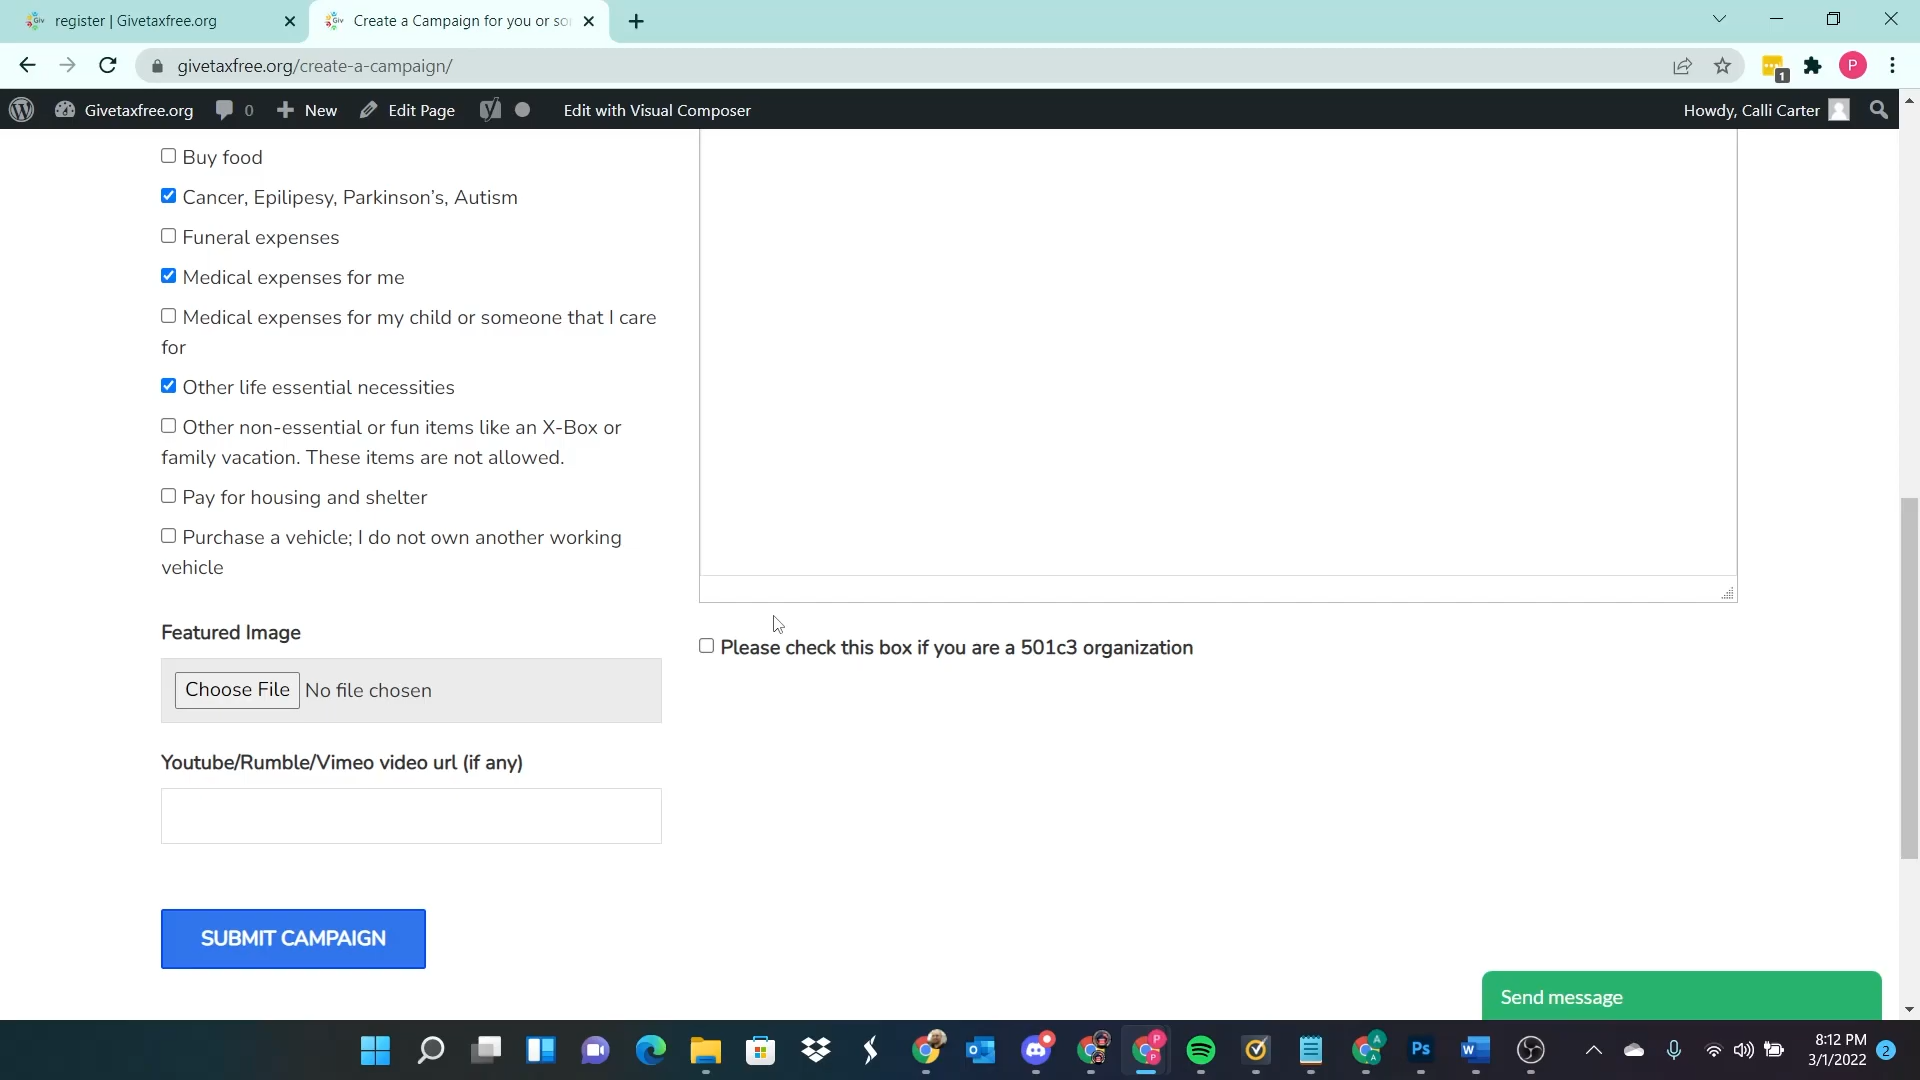 register | Givetaxfree.org
Create a Campaign for you or so
givetaxfree.org/create-a-campaign/
1
P
Givetaxfree.org
0
New
Edit Page
Edit with Visual Composer
Howdy, Calli Carter
Buy food
Cancer, Epilipesy, Parkinson’s, Autism
Funeral expenses
Medical expenses for me
Medical expenses for my child or someone that I care
for
Other life essential necessities
Other non-essential or fun items like an X-Box or
family vacation. These items are not allowed.
Pay for housing and shelter
Purchase a vehicle; I do not own another working
vehicle
Featured Image
Choose File No file chosen
Youtube/Rumble/Vimeo video url (if any)
SUBMIT CAMPAIGN
Please check this box if you are a 501c3 organization
Send message
8:12 PM
3/1/2022
2